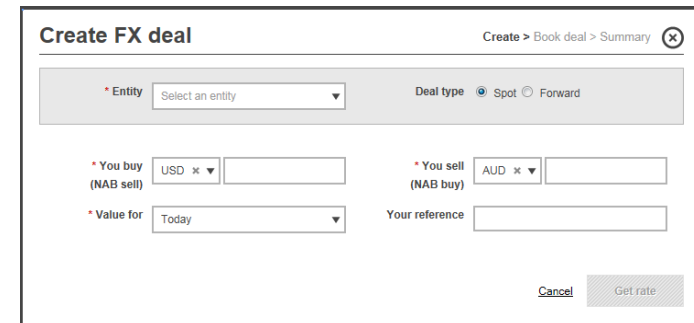 Create FX deal
Create > Book deal > Summary
* Entity
Select an entity
Deal type
Spot
Forward
* You buy
(NAB sell)
USD
* You sell
(NAB buy)
AUD
* Value for
Today
Your reference
Cancel
Get rate